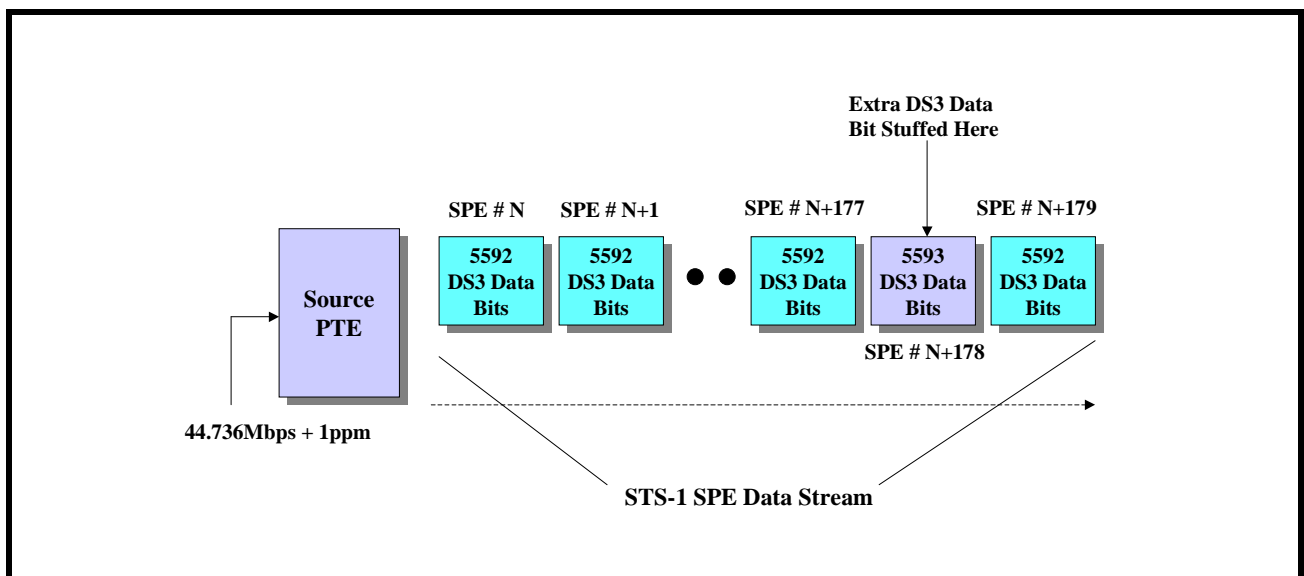 Extra DS3 Data
Bit Stuffed Here
SPE # N
SPE # N+1
SPE # N+177
SPE # N+179
Source
PTE
5592
DS3 Data
Bits
5592
DS3 Data
Bits
5592
DS3 Data
Bits
5593
DS3 Data
Bits
5592
DS3 Data
Bits
SPE # N+178
44.736Mbps + 1ppm
STS-1 SPE Data Stream